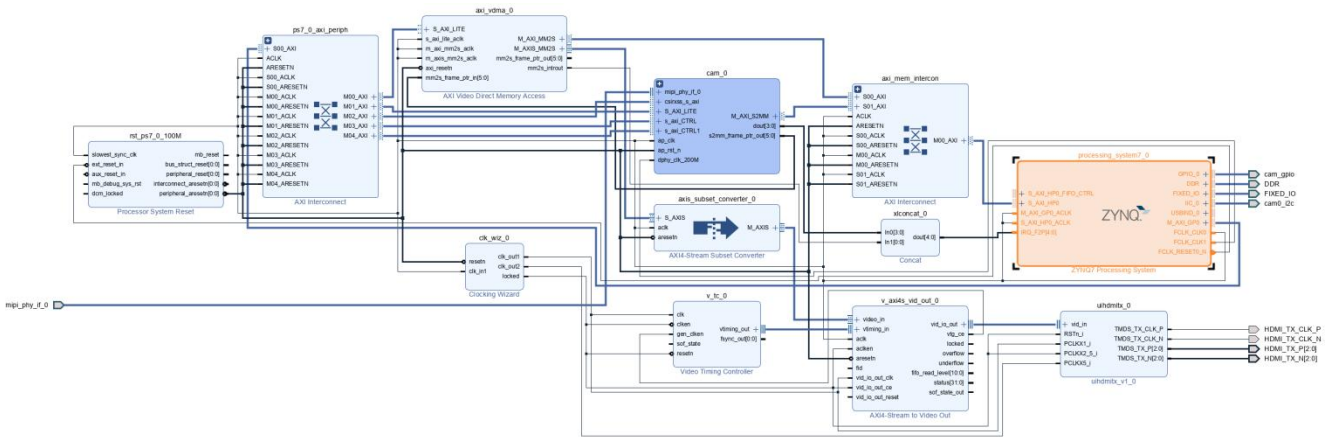 axi_vdma_0
S_AXI_LITE
s_axi_lite_aclk
m_axi_mm2s_aclk
m_axis_mm2s_aclk
axi_resetn
mm2s_frame_ptr_in[5:0]
M_AXI_MM2S
M_AXIS_MM2S
mm2s_frame_ptr_out[5:0]
mm2s_introut
AXI Video Direct Memory Access
ps7_0_axi_periph
S00_AXI
ACLK
ARESETN
S00_ACLK
S00_ARESETN
M00_ACLK
M00_ARESETN
M01_ACLK
M01_ARESETN
M02_ACLK
M02_ARESETN
M03_ACLK
M03_ARESETN
M04_ACLK
M04_ARESETN
M00_AXI
M01_AXI
M02_AXI
M03_AXI
M04_AXI
AXI Interconnect
rst_ps7_0_100M
slowest_sync_clk
ext_reset_in
aux_reset_in
mb_debug_sys_rst
dcm_locked
mb_reset
bus_struct_reset[0:0]
peripheral_reset[0:0]
interconnect_aresetn[0:0]
peripheral_aresetn[0:0]
Processor System Reset
cam_0
mipi_phy_if_0
csirxss_s_axi
S_AXI_LITE
s_axi_CTRL
s_axi_CTRL1
ap_clk
ap_rst_n
dphy_clk_200M
M_AXI_S2MM
dout[3:0]
s2mm_frame_ptr_out[5:0]
axi_mem_intercon
S00_AXI
S01_AXI
ACLK
ARESETN
S00_ACLK
S00_ARESETN
M00_ACLK
M00_ARESETN
S01_ACLK
S01_ARESETN
M00_AXI
AXI Interconnect
processing_system7_0
S_AXI_HP0_FIFO_CTRL
S_AXI_HP0
M_AXI_GP0_ACLK
S_AXI_HP0_ACLK
IRQ_F2P[4:0]
ZYNQ
GPIO_0
DDR
FIXED_IO
IIC_0
USBIND_0
M_AXI_GP0
FCLK_CLK0
FCLK_CLK1
FCLK_RESET0_N
ZYNQ7 Processing System
cam_gpio
DDR
FIXED_IO
cam0_i2c
axis_subset_converter_0
S_AXIS
aclk
aresetn
M_AXIS
AXI4-Stream Subset Converter
xlconcat_0
In0[3:0]
In1[0:0]
dout[4:0]
Concat
clk_wiz_0
resetn
clk_in1
clk_out1
clk_out2
locked
Clocking Wizard
mipi_phy_if_0
v_tc_0
clk
clken
gen_clken
sof_state
resetn
vtiming_out
fsync_out[0:0]
Video Timing Controller
v_axi4s_vid_out_0
video_in
vtiming_in
aclk
aclken
aresetn
fid
vid_io_out_clk
vid_io_out_ce
vid_io_out_reset
vid_io_out
vtg_ce
locked
overflow
underflow
fifo_read_level[10:0]
status[31:0]
sof_state_out
AXI4-Stream to Video Out
uihdmitx_0
vid_in
RSTn_i
PCLKX1_i
PCLKX2_5_i
PCLKX5_i
TMDS_TX_CLK_P
TMDS_TX_CLK_N
TMDS_TX_P[2:0]
TMDS_TX_N[2:0]
uihdmitx_v1_0
HDMI_TX_CLK_P
HDMI_TX_CLK_N
HDMI_TX_P[2:0]
HDMI_TX_N[2:0]